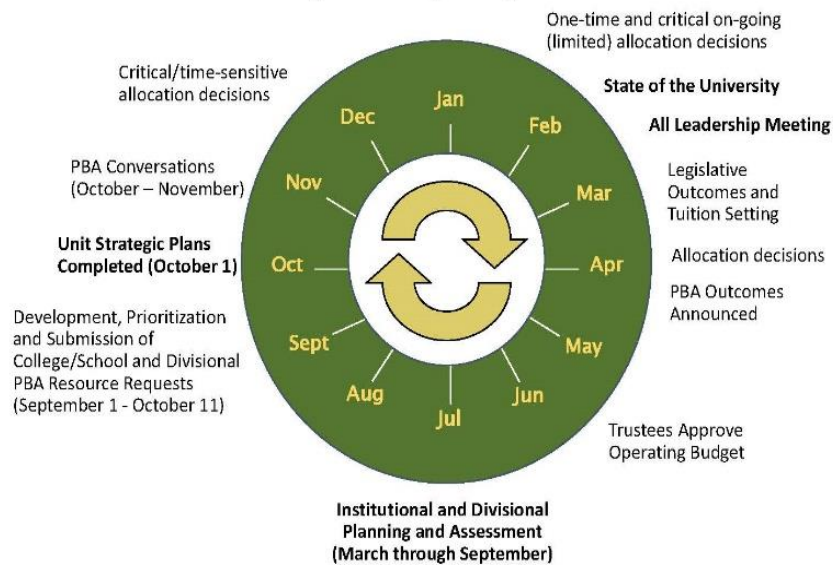 One-time and critical on-going
(limited) allocation decisions
Critical/time-sensitive
allocation decisions
State of the University
All Leadership Meeting
Jan
Dec
Feb
PBA Conversations
(October – November)
Nov
Mar
Legislative
Outcomes and
Tuition Setting
Unit Strategic Plans
Completed (October 1)
Oct
Apr
Allocation decisions
PBA Outcomes
Announced
Development, Prioritization
and Submission of
College/School and Divisional
PBA Resource Requests
(September 1 - October 11)
Sept
May
Aug
Jun
Jul
Trustees Approve
Operating Budget
Institutional and Divisional
Planning and Assessment
(March through September)